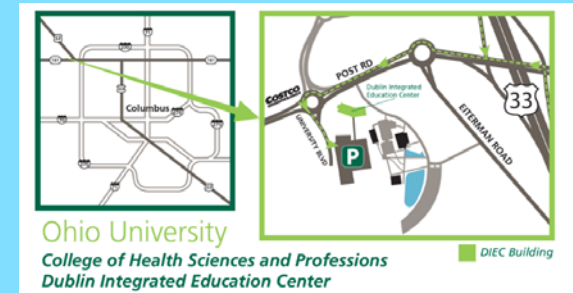 Columbus
COSTCO
POST RD
Dublin Integrated
Education Center
33
UNIVERSITY BLVD
P
EITERMAN ROAD
Ohio University
College of Health Sciences and Professions
Dublin Integrated Education Center
DIEC Building